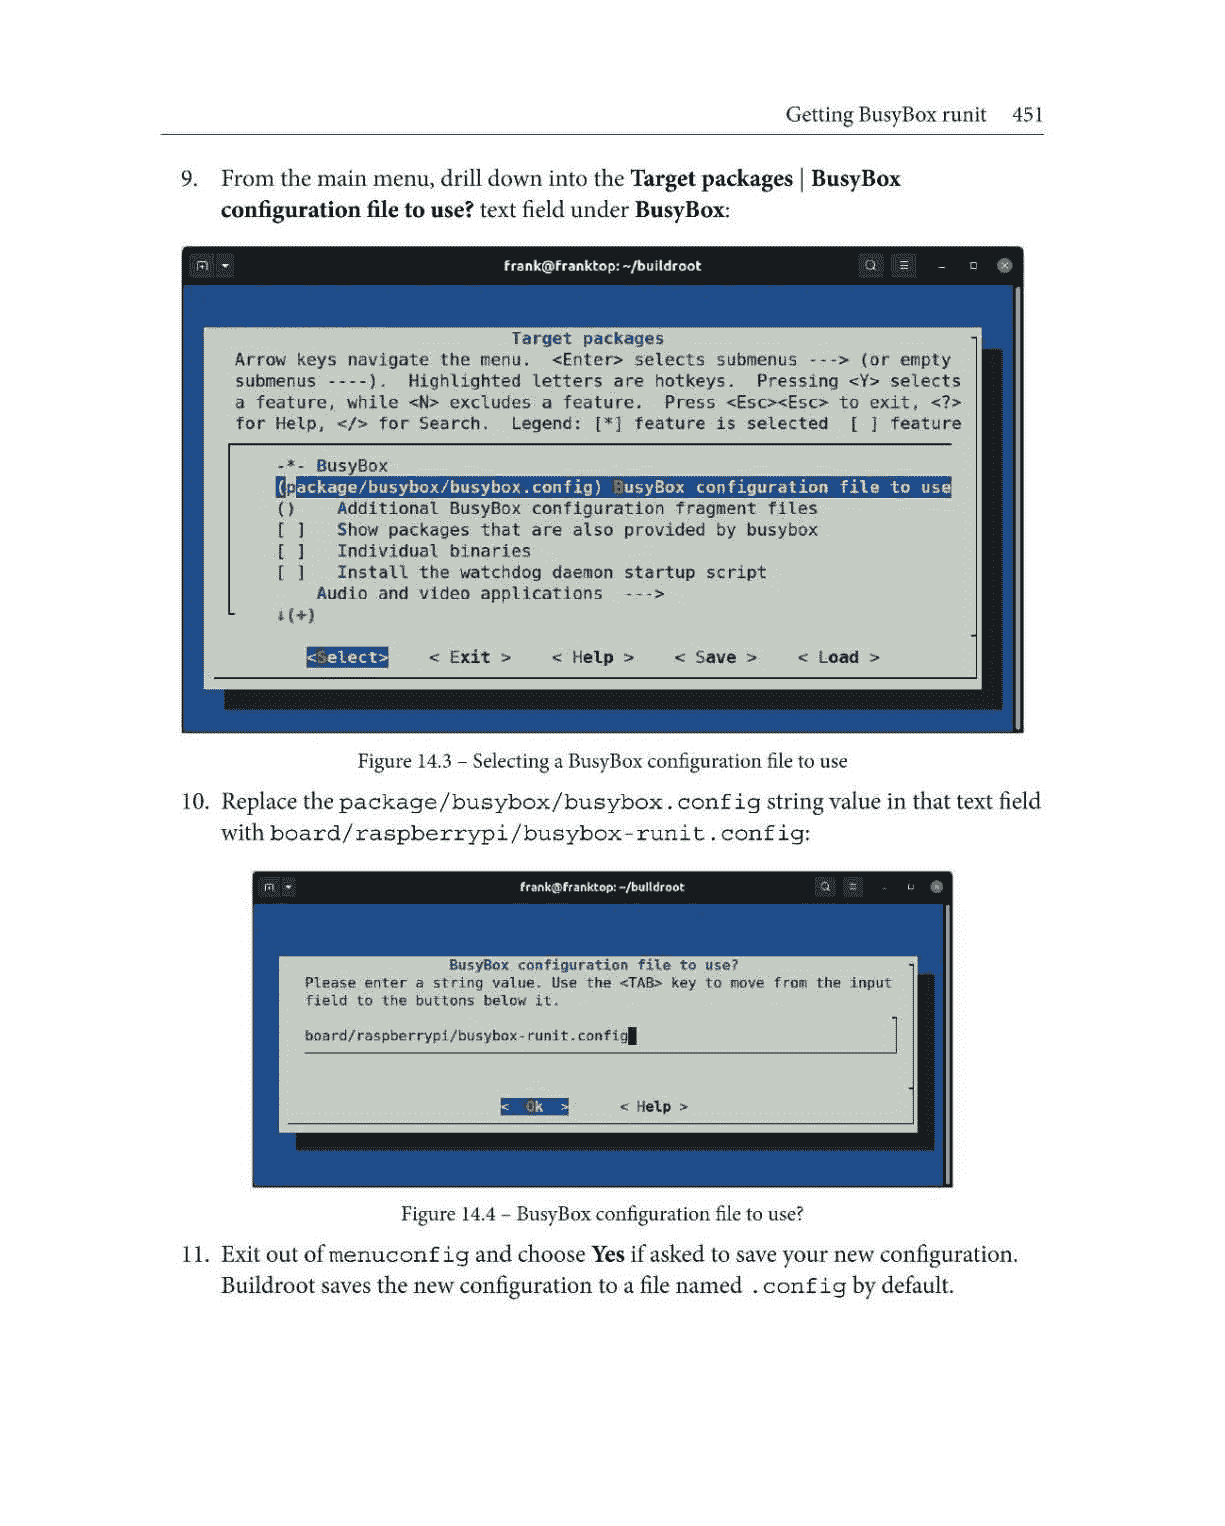 Getting BusyBox runit 451
9. From the main menu, drill down into the Target packages | BusyBox
configuration file to use? text field under BusyBox:
frank@franktop: ~/buildroot
Target packages
Arrow keys navigate the menu. <Enter> selects submenus ---> (or empty
submenus ----). Highlighted letters are hotkeys. Pressing <Y> selects
a feature, while <N> excludes a feature. Press <Esc><Esc> to exit, <?>
for Help, </> for Search. Legend: [*] feature is selected [ ] feature
-*- BusyBox
(package/busybox/busybox.config) BusyBox configuration file to use
() Additional BusyBox configuration fragment files
[ ] Show packages that are also provided by busybox
[ ] Individual binaries
[ ] Install the watchdog daemon startup script
Audio and video applications --->
↓(+)
<Select> < Exit > < Help > < Save > < Load >
Figure 14.3 – Selecting a BusyBox configuration file to use
10. Replace the package/busybox/busybox.config string value in that text field
with board/raspberrypi/busybox-runit.config:
frank@franktop: ~/buildroot
BusyBox configuration file to use?
Please enter a string value. Use the <TAB> key to move from the input
field to the buttons below it.
board/raspberrypi/busybox-runit.config
< Ok > < Help >
Figure 14.4 – BusyBox configuration file to use?
11. Exit out of menuconfig and choose Yes if asked to save your new configuration.
Buildroot saves the new configuration to a file named .config by default.